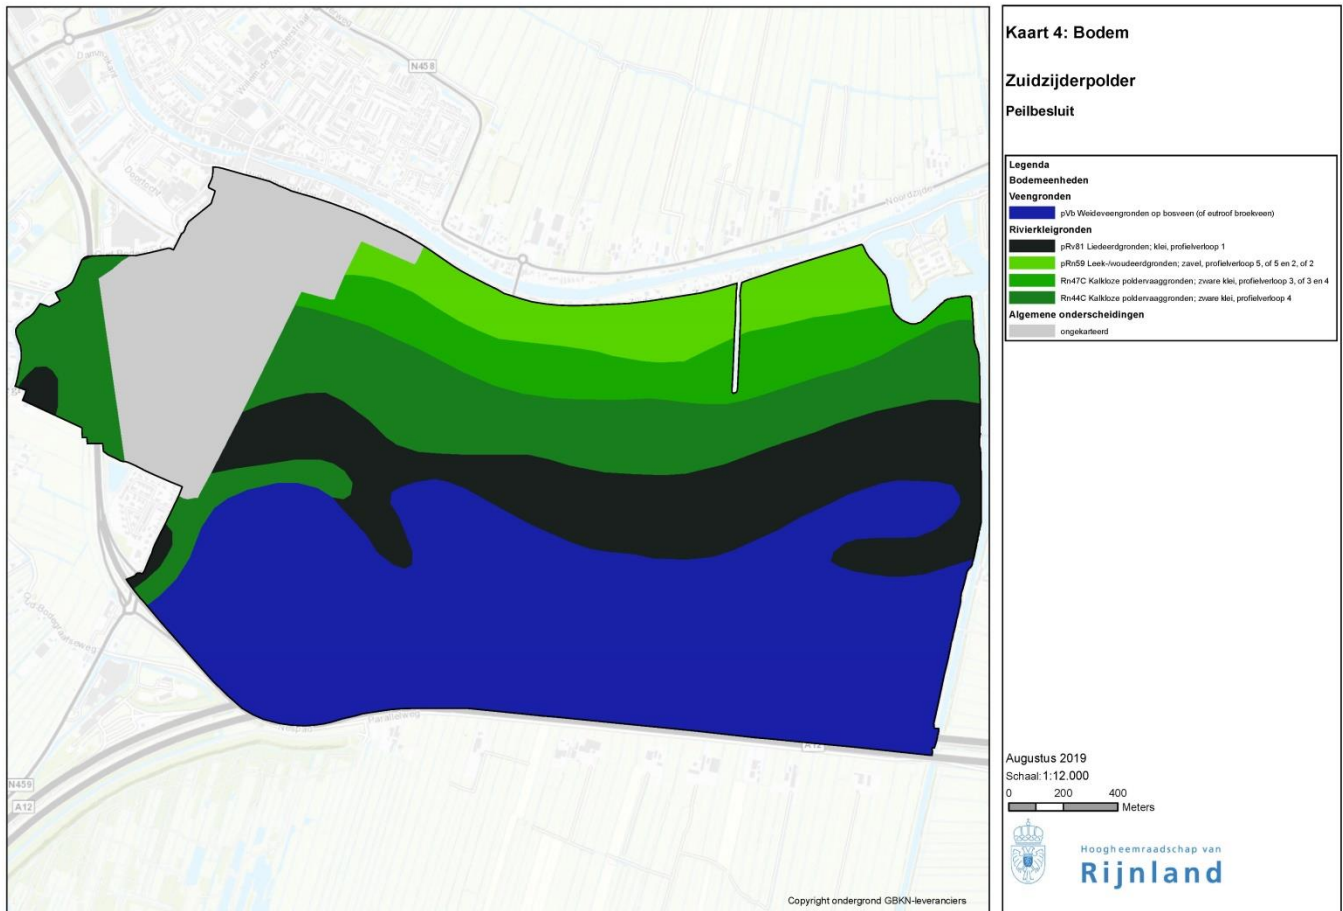 Kaart 4: Bodem
Zuidzijderpolder
Peilbesluit
Legenda
Bodemeenheden
Veengronden
pVb Weideveengronden op bosveen (of eutroof broekveen)
Rivierkleigronden
pRv81 Liedeerdgronden; klei, profielverloop 1
pRn59 Leek-/woudeerdgronden; zavel, profielverloop 5, of 5 en 2, of 2
Rn47C Kalkloze poldervaaggronden; zware klei, profielverloop 3, of 3 en 4
Rn44C Kalkloze poldervaaggronden; zware klei, profielverloop 4
Algemene onderscheidingen
ongekarteerd
N458
Noordzijde
Parallelweg
A12
N459
A12
Copyright ondergrond GBKN-leveranciers
Augustus 2019
Schaal:1:12.000
0 200 400
Meters
Hoogheemraadschap van
Rijnland